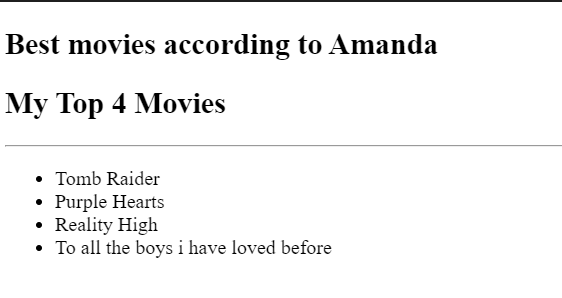 Best movies according to Amanda
My Top 4 Movies
Tomb Raider
Purple Hearts
Reality High
To all the boys i have loved before